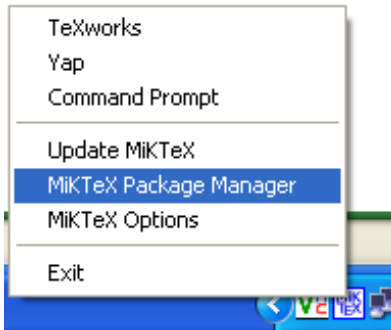 TeXworks
Yap
Command Prompt
Update MiKTeX
MiKTeX Package Manager
MiKTeX Options
Exit